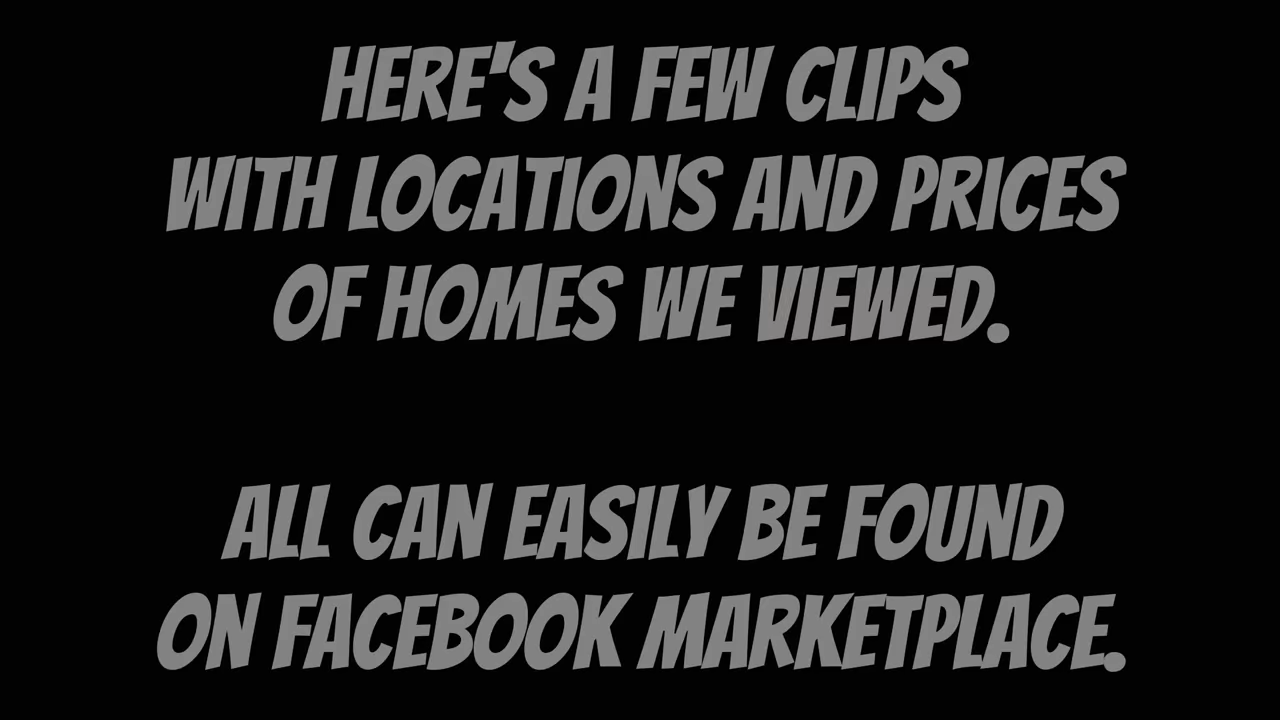 HERE'S A FEW CLIPS
WITH LOCATIONS AND PRICES
OF HOMES WE VIEWED.
ALL CAN EASILY BE FOUND
ON FACEBOOK MARKETPLACE.